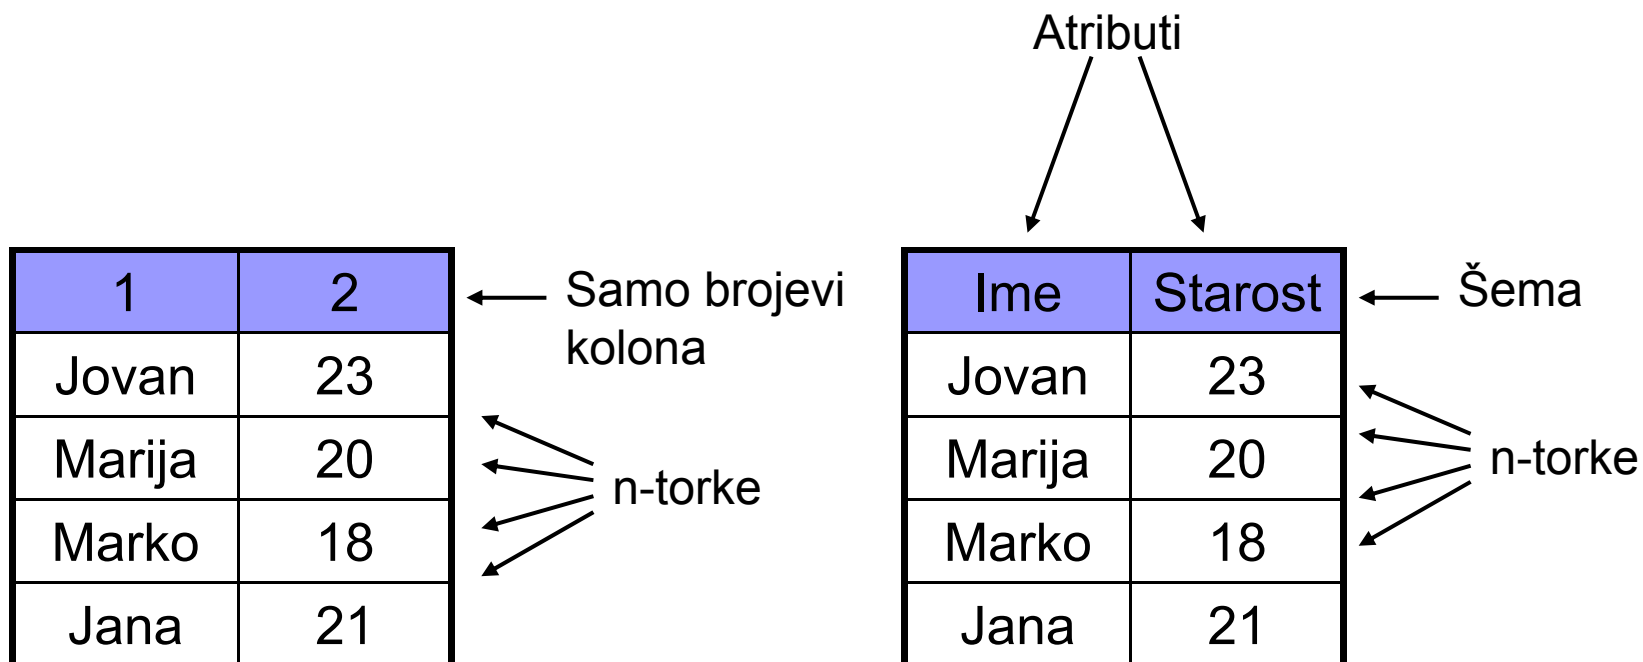 Atributi
1 2
Samo brojevi
kolona
Jovan 23
Marija 20
Marko 18
Jana 21
n-torke
Ime Starost
Šema
Jovan 23
Marija 20
Marko 18
Jana 21
n-torke